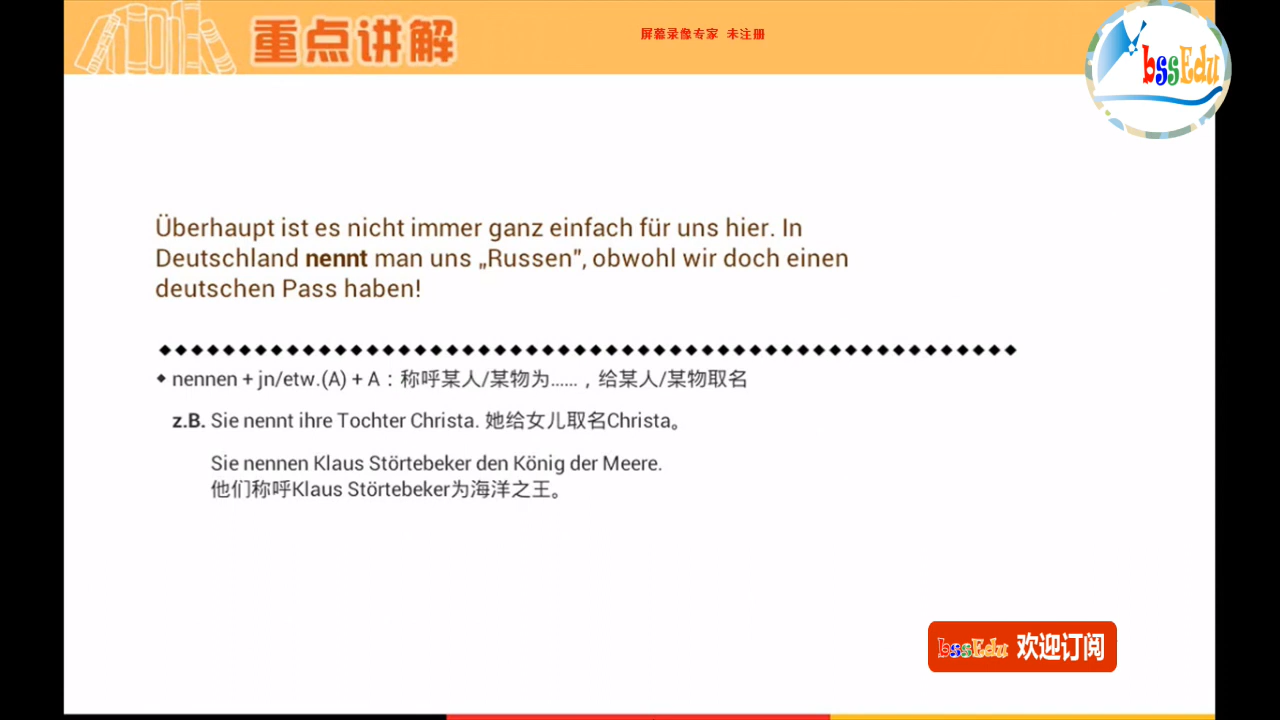 重点讲解
屏幕录像专家 未注册
bssEdu
Überhaupt ist es nicht immer ganz einfach für uns hier. In
Deutschland nennt man uns „Russen", obwohl wir doch einen
deutschen Pass haben!
nennen + jn/etw.(A) + A：称呼某人/某物为......，给某人/某物取名
z.B. Sie nennt ihre Tochter Christa. 她给女儿取名Christa。
Sie nennen Klaus Störtebeker den König der Meere.
他们称呼Klaus Störtebeker为海洋之王。
bssEdu 欢迎订阅